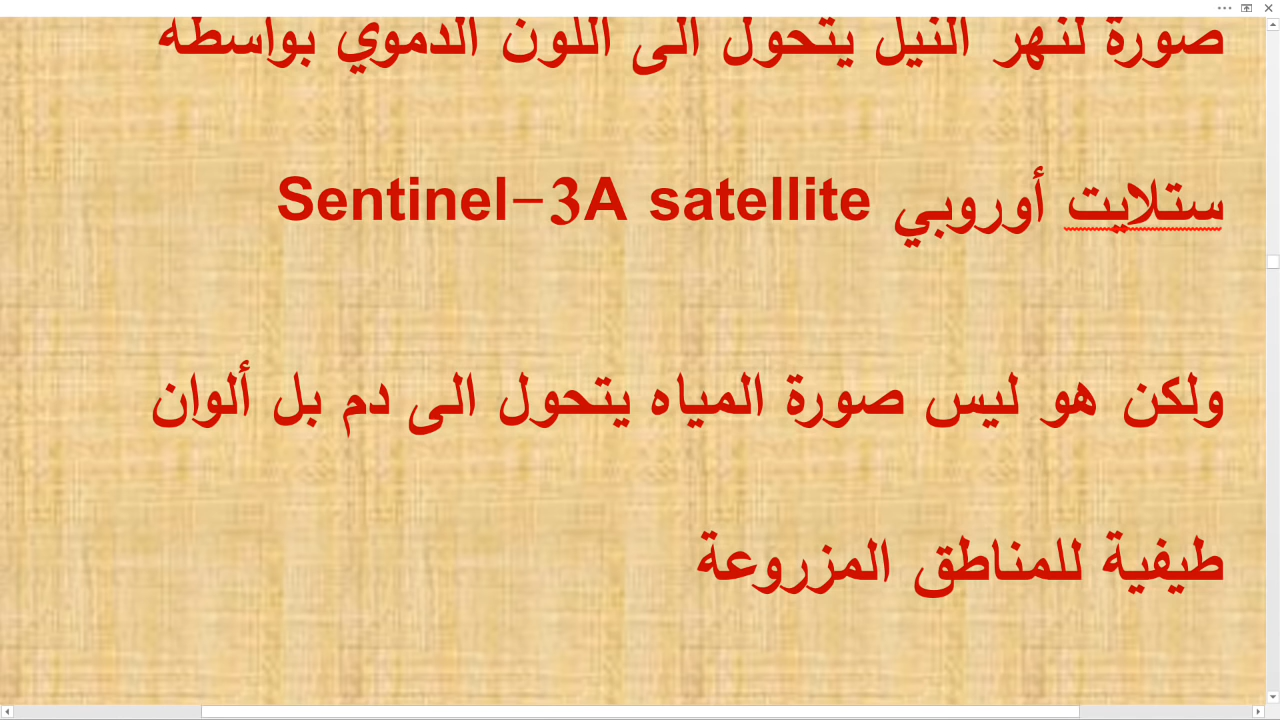 صورة لنهر النيل يتحول الى اللون الدموي بواسطه
ستلايت أوروبي Sentinel-3A satellite
ولكن هو ليس صورة المياه يتحول الى دم بل ألوان
طيفية للمناطق المزروعة